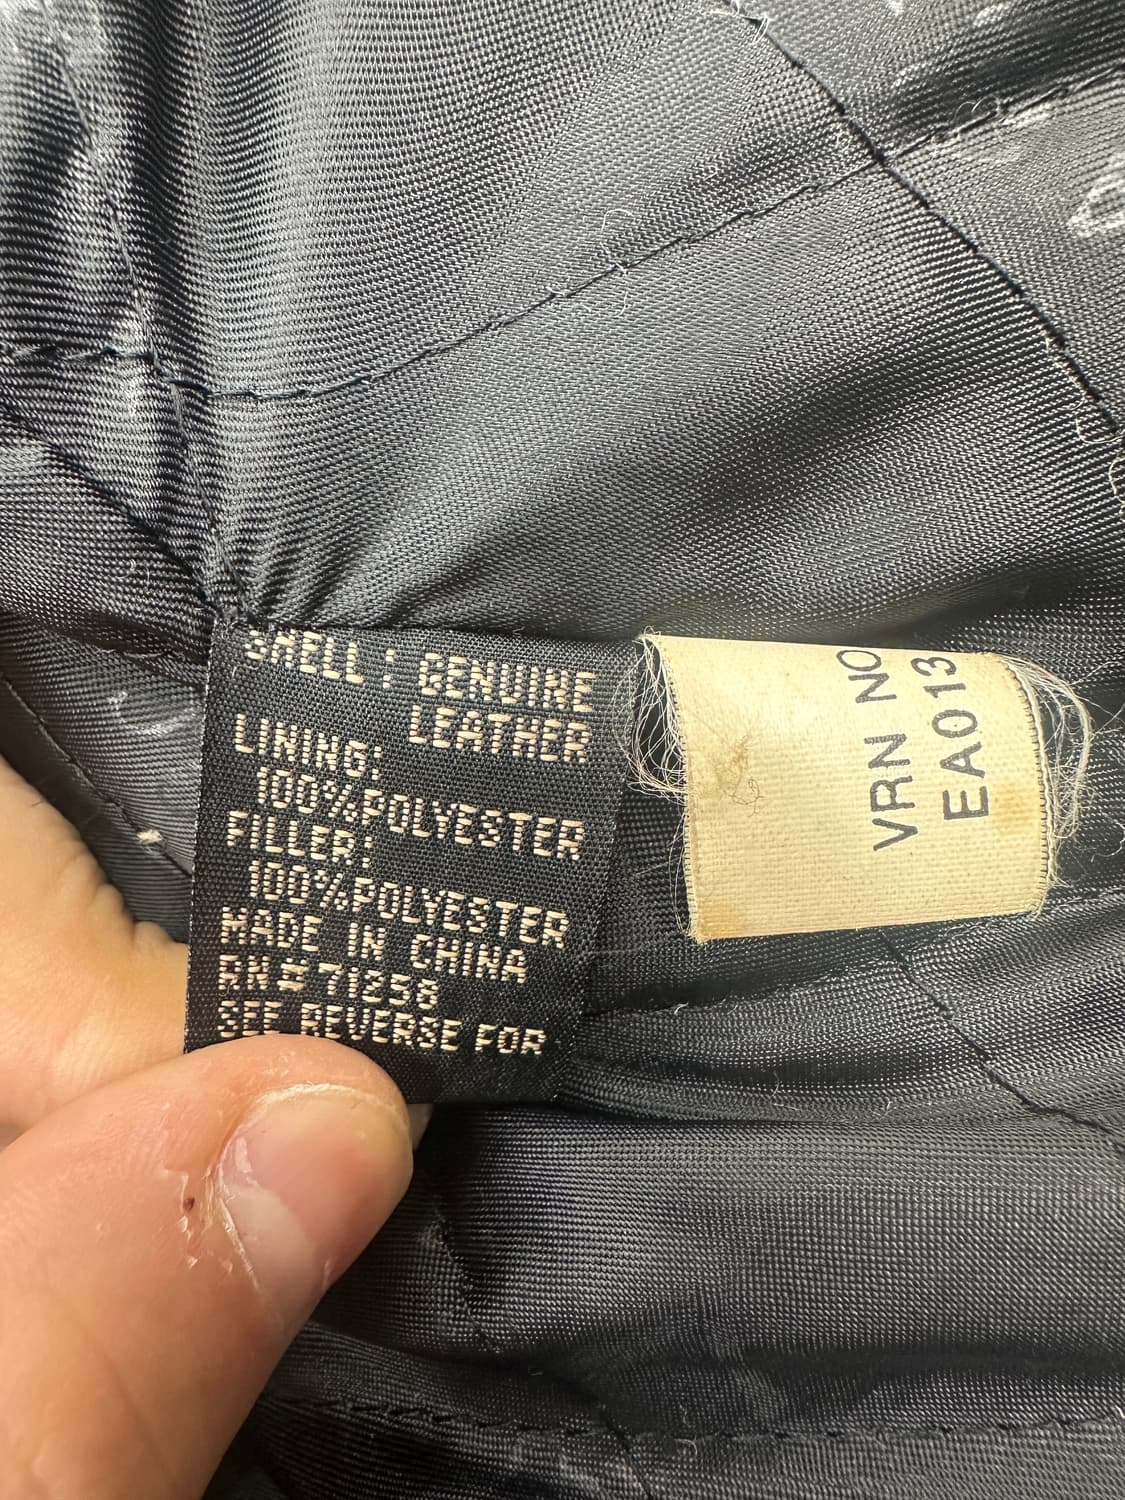 SHELL: GENUINE
LEATHER
LINING:
100%POLYESTER
FILLER:
100%POLYESTER
MADE IN CHINA
RN#71258
SEE REVERSE FOR
VRN NO
EA013